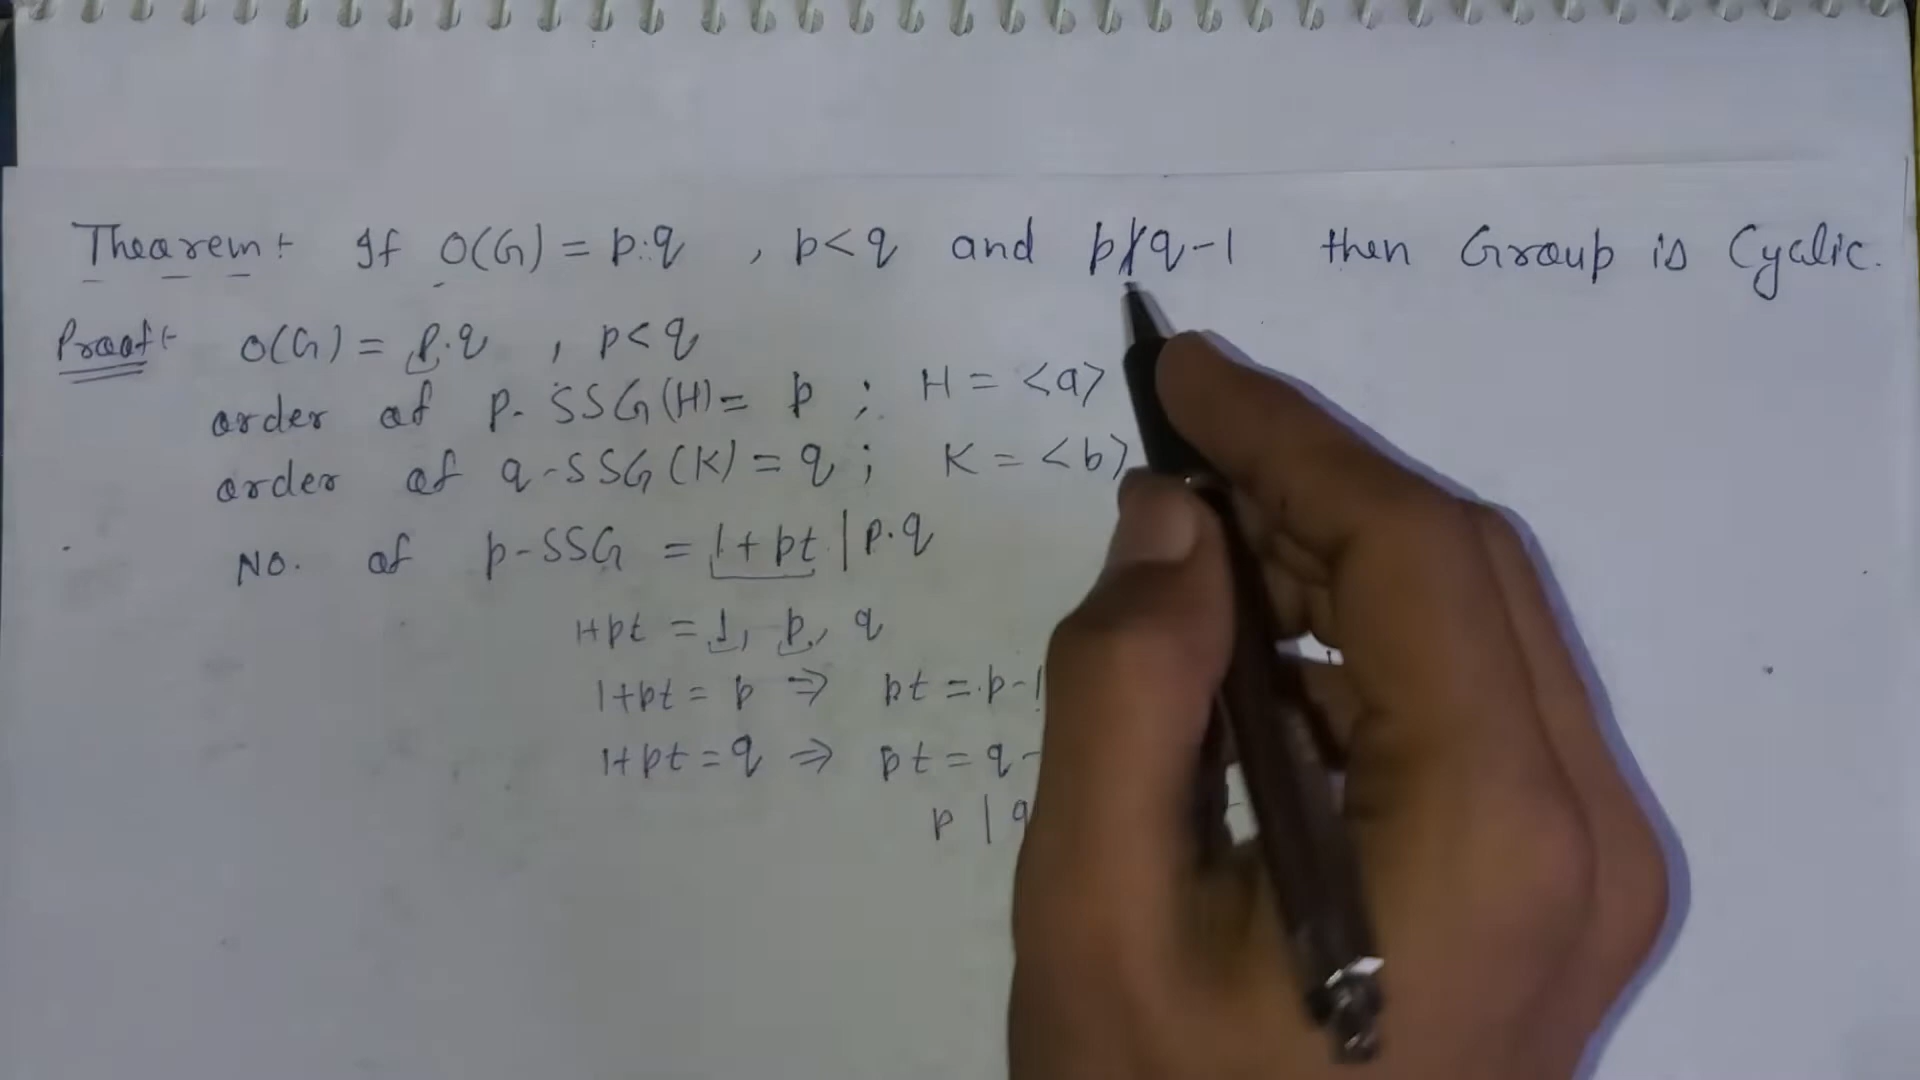 Theorem:- If O(G) = p.q , p<q and p∤q-1 then Group is Cyclic.
Proof:- O(G) = p.q , p<q
order of p-SSG(H) = p ; H = <a>
order of q-SSG(K) = q ; K = <b>
No. of p-SSG = 1+pt | p.q
1+pt = 1, p, q
1+pt = p ⇒ pt = p-1
1+pt = q ⇒ pt = q-
p | q